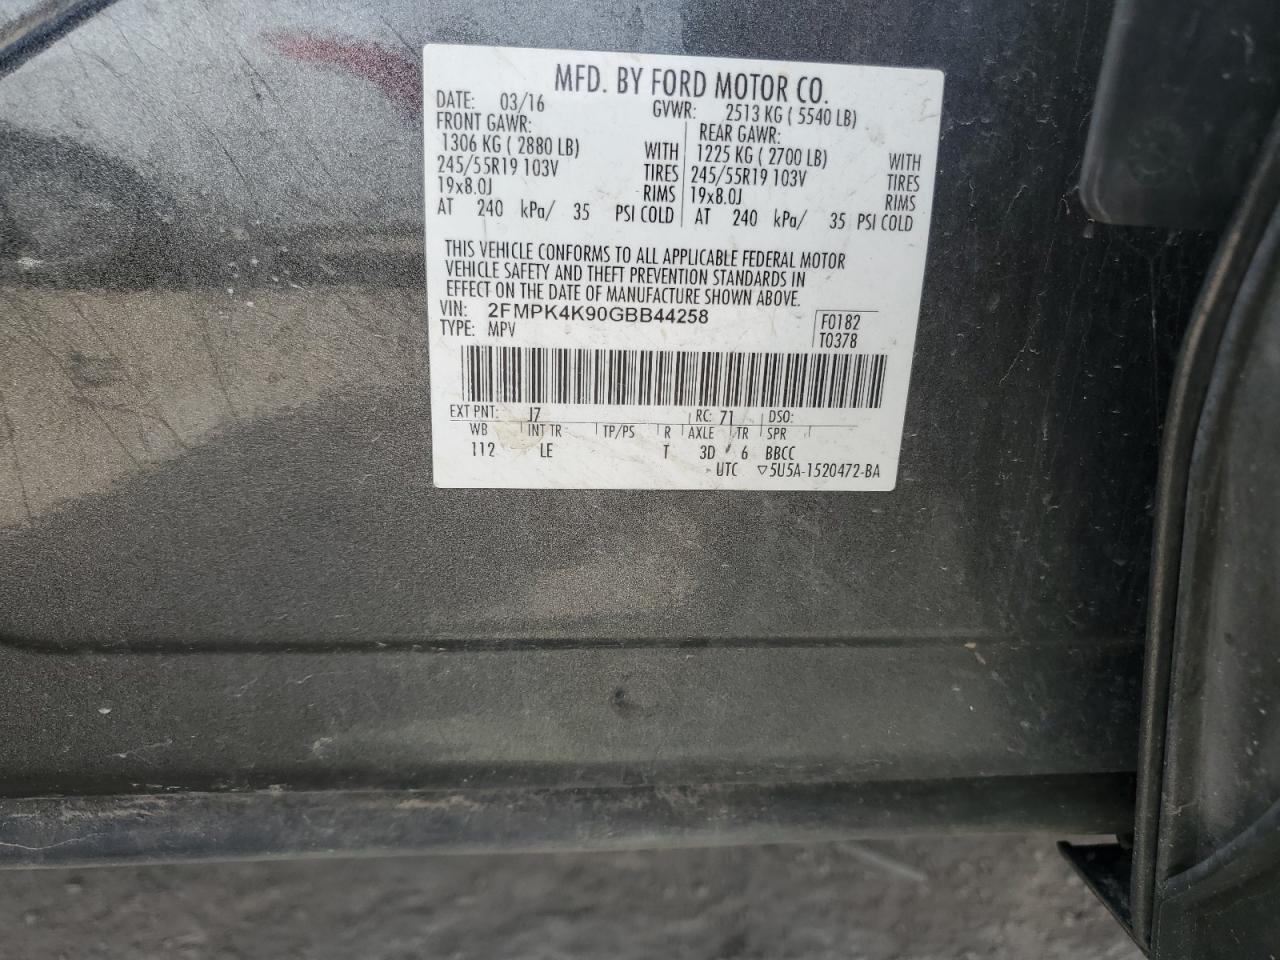 MFD. BY FORD MOTOR CO.
DATE: 03/16 GVWR: 2513 KG ( 5540 LB)
FRONT GAWR: REAR GAWR:
1306 KG ( 2880 LB) WITH 1225 KG ( 2700 LB) WITH
245/55R19 103V TIRES 245/55R19 103V TIRES
19x8.0J RIMS 19x8.0J RIMS
AT 240 kPa/ 35 PSI COLD AT 240 kPa/ 35 PSI COLD
THIS VEHICLE CONFORMS TO ALL APPLICABLE FEDERAL MOTOR
VEHICLE SAFETY AND THEFT PREVENTION STANDARDS IN
EFFECT ON THE DATE OF MANUFACTURE SHOWN ABOVE.
VIN: 2FMPK4K90GBB44258 F0182
TYPE: MPV T0378
EXT PNT: J7 RC: 71 DSO:
WB INT TR TP/PS R AXLE TR SPR
112 LE T 3D 6 BBCC
UTC ▽5U5A-1520472-BA